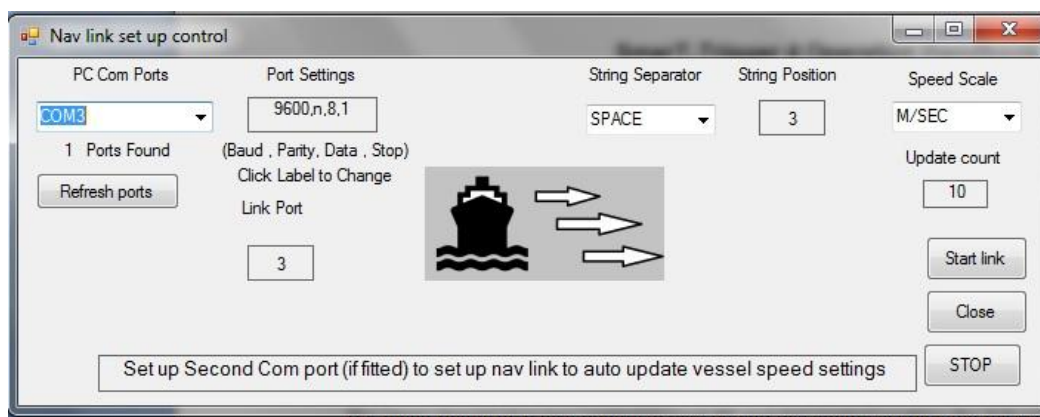 Nav link set up control
PC Com Ports
Port Settings
String Separator
String Position
Speed Scale
COM3
9600,n,8,1
SPACE
3
M/SEC
1 Ports Found
(Baud , Parity, Data , Stop)
Update count
Refresh ports
Click Label to Change
10
Link Port
3
Start link
Close
Set up Second Com port (if fitted) to set up nav link to auto update vessel speed settings
STOP